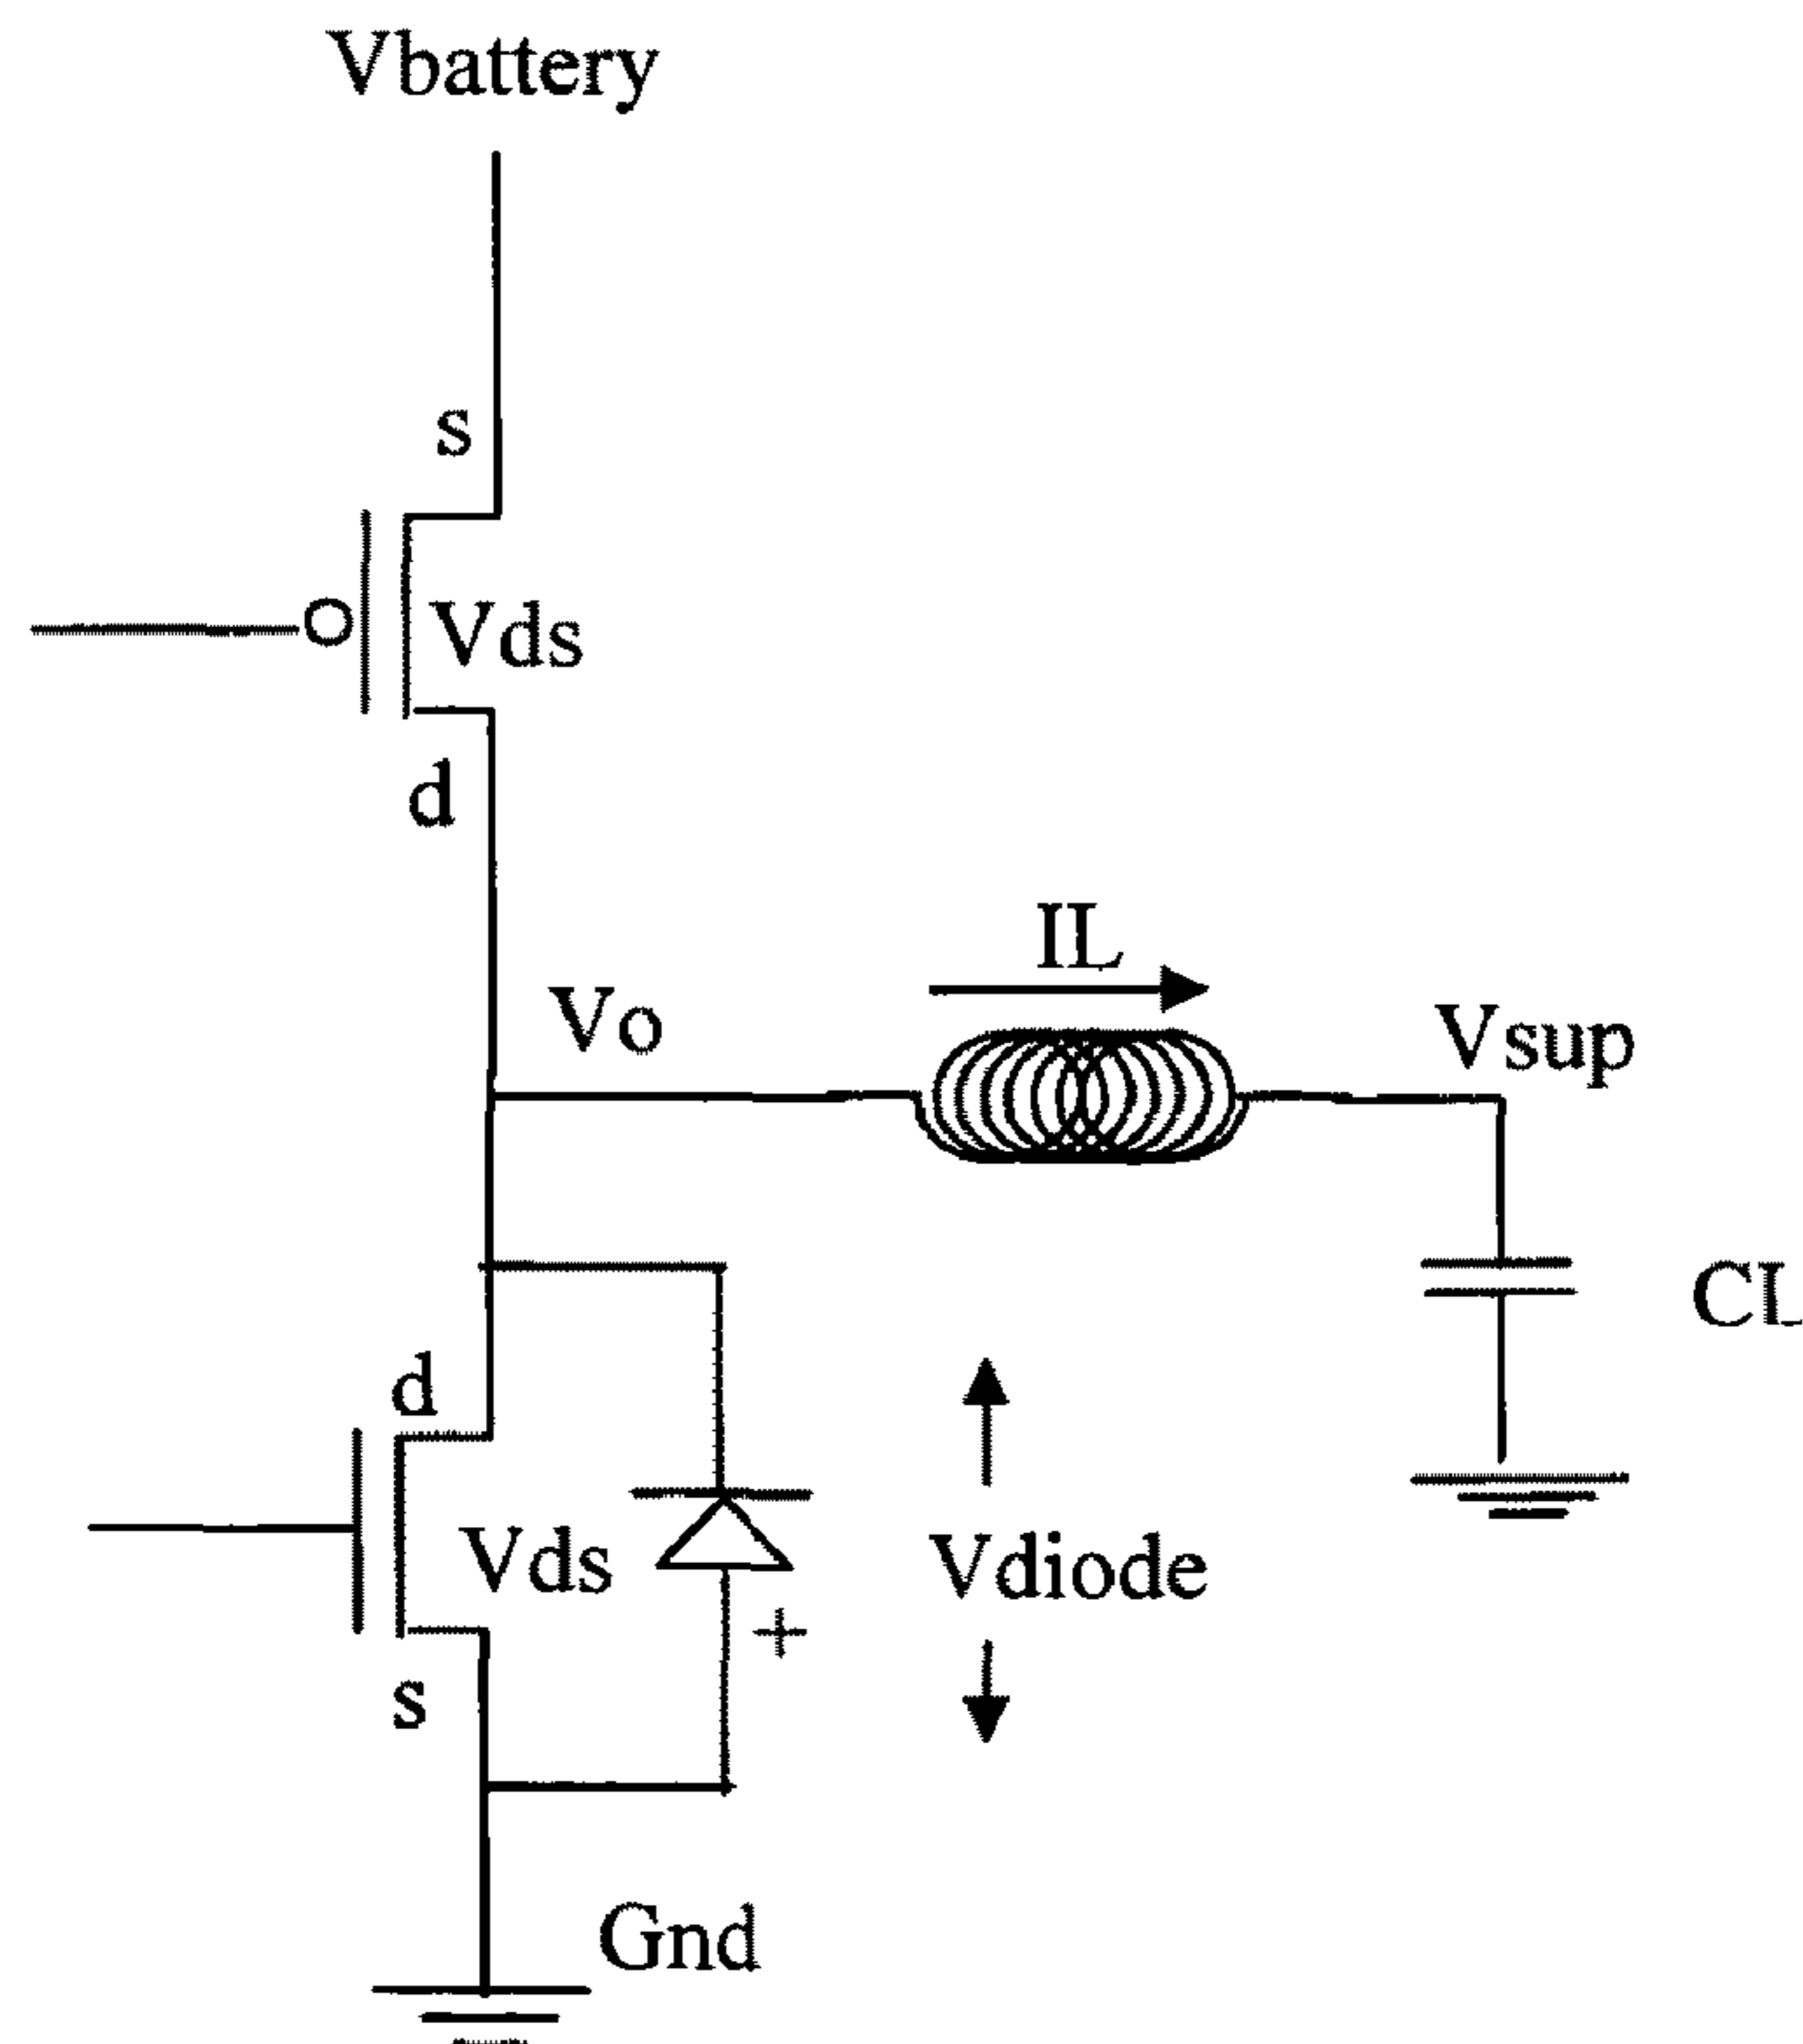 Vbattery
s
Vds
d
IL
Vo
Vsup
CL
d
Vds
Vdiode
+
s
Gnd